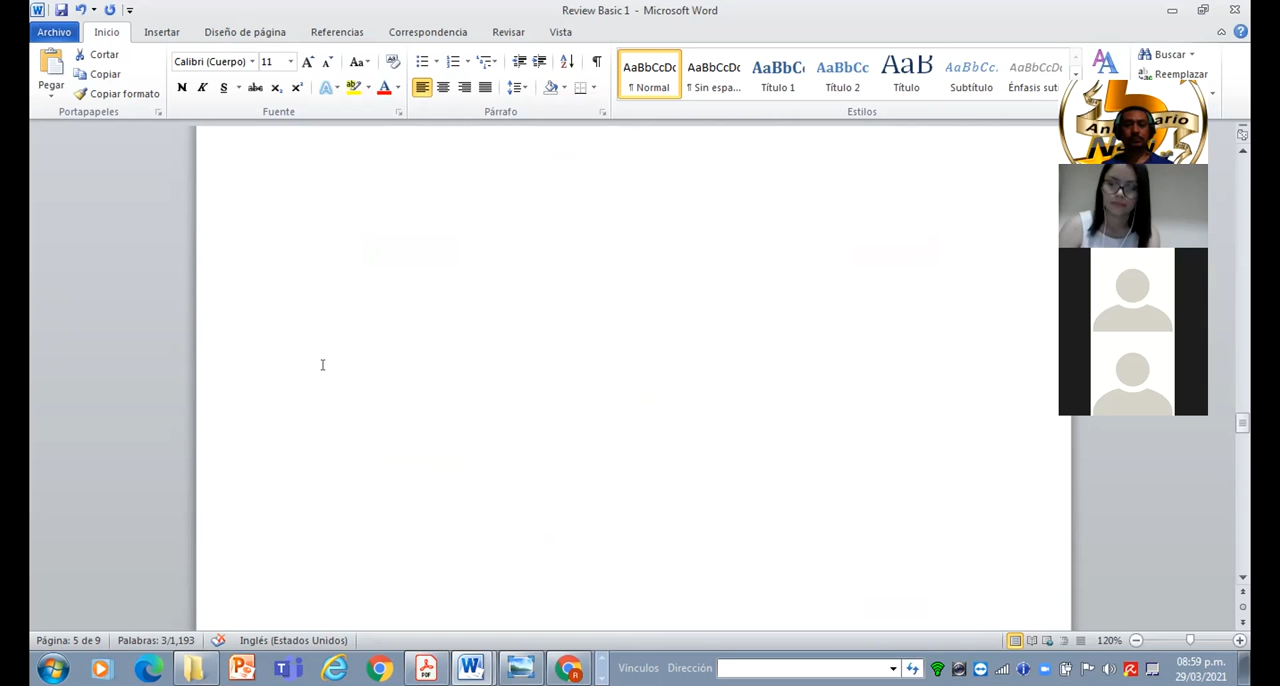 Review Basic 1 - Microsoft Word
Archivo Inicio Insertar Diseño de página Referencias Correspondencia Revisar Vista
Pegar
Cortar
Copiar
Copiar formato
Portapapeles
Calibri (Cuerpo) 11
N K S abc x₂ x²
Fuente
Párrafo
AaBbCcDc
¶ Normal
AaBbCcDc
¶ Sin espa...
AaBbC
Título 1
AaBbCc
Título 2
AaB
Título
AaBbCc.
Subtítulo
AaBbCcDc
Énfasis sut
Estilos
Buscar
Reemplazar
Página: 5 de 9 Palabras: 3/1,193 Inglés (Estados Unidos)
120%
Vínculos Dirección
08:59 p.m.
29/03/2021